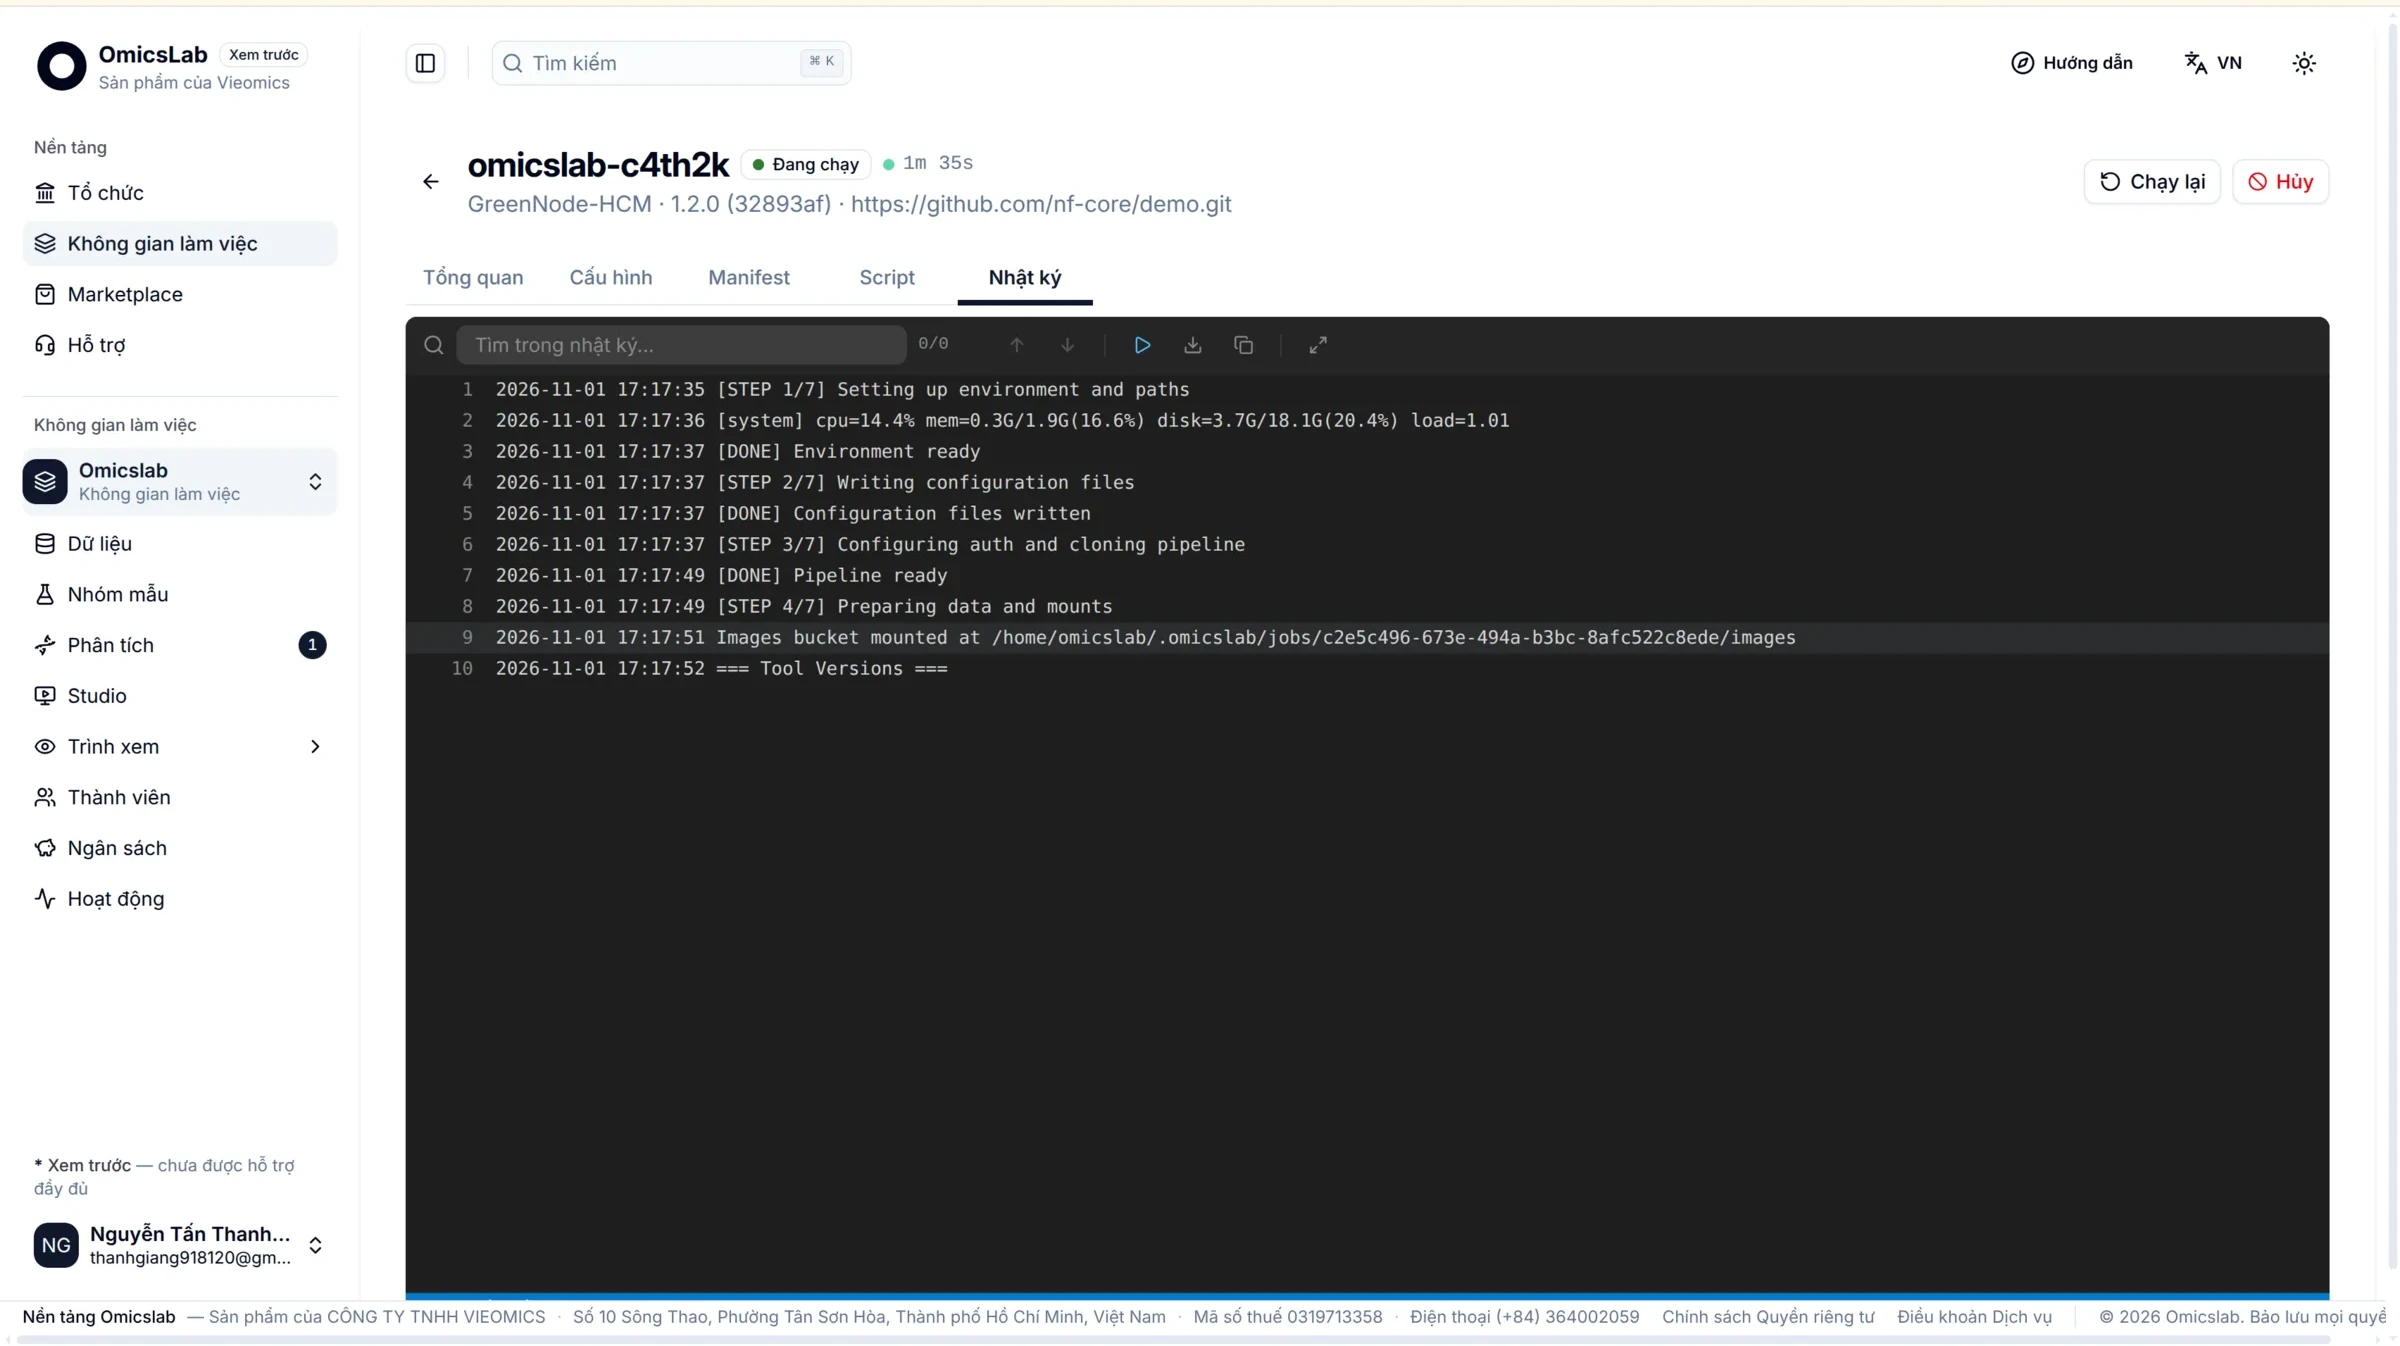 OmicsLab Xem trước
Sản phẩm của Vieomics
Nền tảng
Tổ chức
Không gian làm việc
Marketplace
Hỗ trợ
Không gian làm việc
Omicslab
Không gian làm việc
Dữ liệu
Nhóm mẫu
Phân tích 1
Studio
Trình xem
Thành viên
Ngân sách
Hoạt động
* Xem trước — chưa được hỗ trợ
đầy đủ
NG
Nguyễn Tấn Thanh...
thanhgiang918120@gm...
Tìm kiếm ⌘ K
Hướng dẫn
VN
omicslab-c4th2k Đang chạy 1m 35s
GreenNode-HCM · 1.2.0 (32893af) · https://github.com/nf-core/demo.git
Chạy lại
Hủy
Tổng quan Cấu hình Manifest Script Nhật ký
Tìm trong nhật ký... 0/0
1 2026-11-01 17:17:35 [STEP 1/7] Setting up environment and paths
2 2026-11-01 17:17:36 [system] cpu=14.4% mem=0.3G/1.9G(16.6%) disk=3.7G/18.1G(20.4%) load=1.01
3 2026-11-01 17:17:37 [DONE] Environment ready
4 2026-11-01 17:17:37 [STEP 2/7] Writing configuration files
5 2026-11-01 17:17:37 [DONE] Configuration files written
6 2026-11-01 17:17:37 [STEP 3/7] Configuring auth and cloning pipeline
7 2026-11-01 17:17:49 [DONE] Pipeline ready
8 2026-11-01 17:17:49 [STEP 4/7] Preparing data and mounts
9 2026-11-01 17:17:51 Images bucket mounted at /home/omicslab/.omicslab/jobs/c2e5c496-673e-494a-b3bc-8afc522c8ede/images
10 2026-11-01 17:17:52 === Tool Versions ===
Nền tảng Omicslab — Sản phẩm của CÔNG TY TNHH VIEOMICS · Số 10 Sông Thao, Phường Tân Sơn Hòa, Thành phố Hồ Chí Minh, Việt Nam · Mã số thuế 0319713358 · Điện thoại (+84) 364002059 Chính sách Quyền riêng tư Điều khoản Dịch vụ © 2026 Omicslab. Bảo lưu mọi quyề